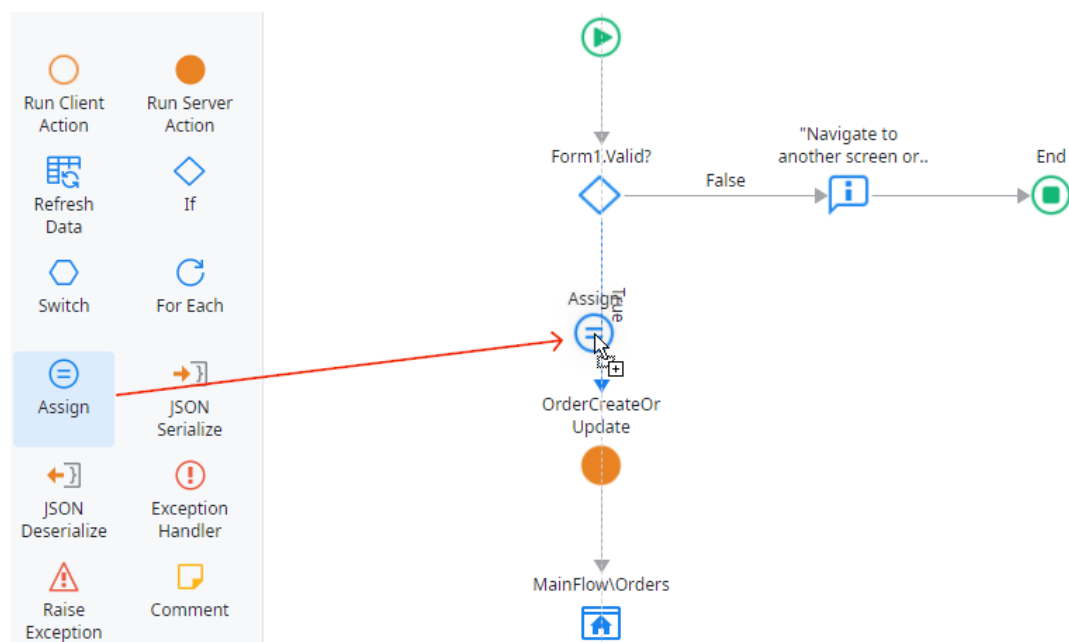 Run Client
Action
Run Server
Action
Refresh
Data
If
Switch
For Each
Assign
JSON
Serialize
JSON
Deserialize
Exception
Handler
Raise
Exception
Comment
Form1.Valid?
False
"Navigate to
another screen or..
End
Assign
True
OrderCreateOr
Update
MainFlow\Orders